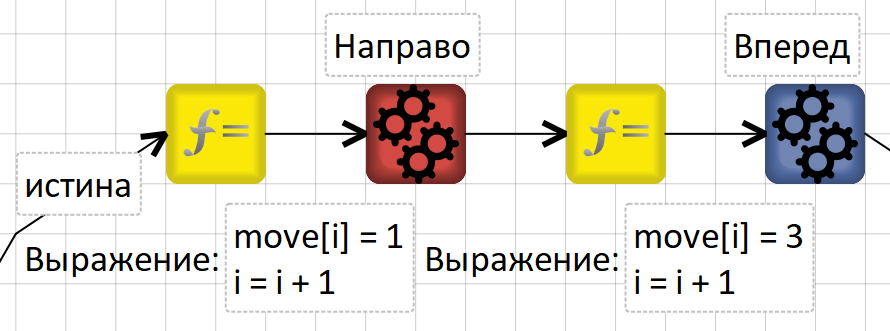 Направо
Вперед
f =
f =
истина
Выражение:
move[i] = 1
i = i + 1
Выражение:
move[i] = 3
i = i + 1